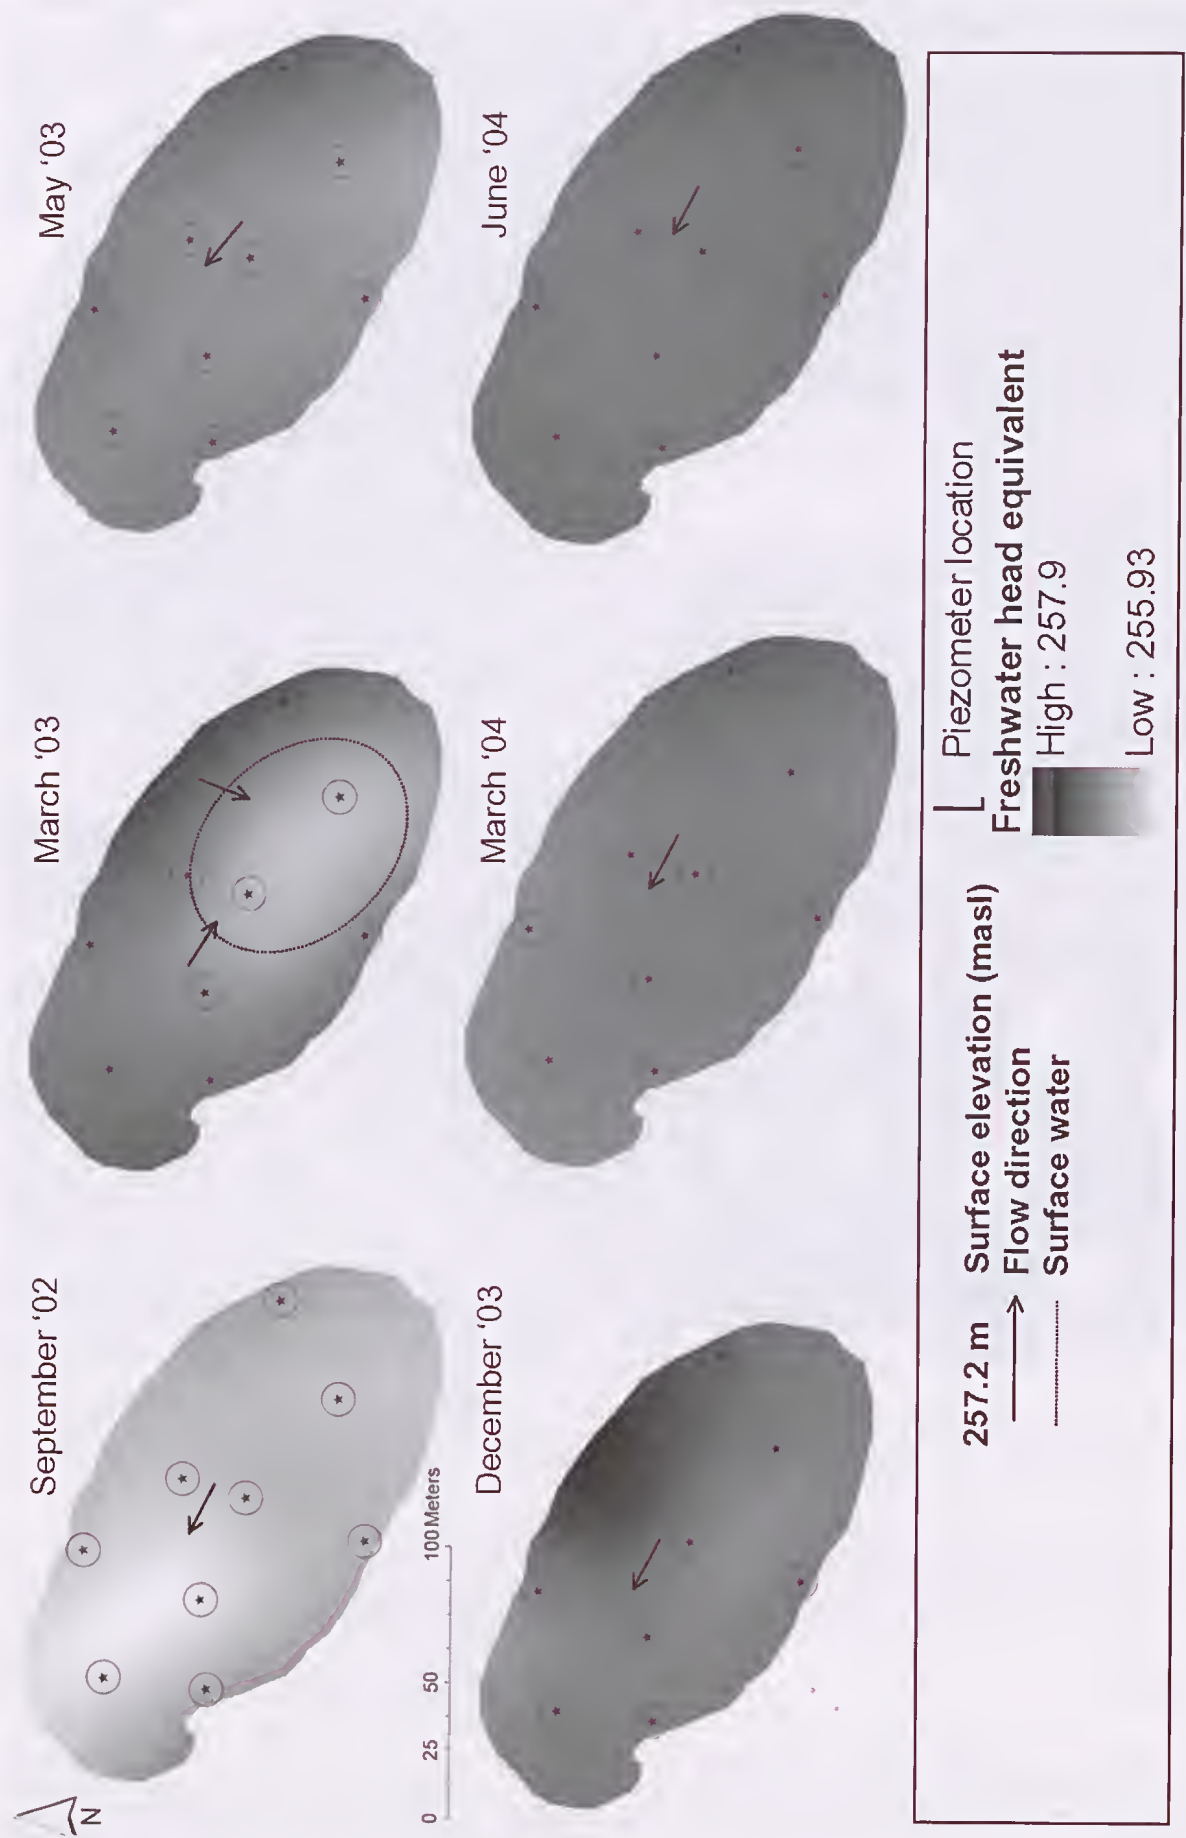 N
September '02
March '03
May '03
0
25
50
100 Meters
December '03
March '04
June '04
257.2 m Surface elevation (masl)
Flow direction
Surface water
Piezometer location
Freshwater head equivalent
High : 257.9
Low : 255.93